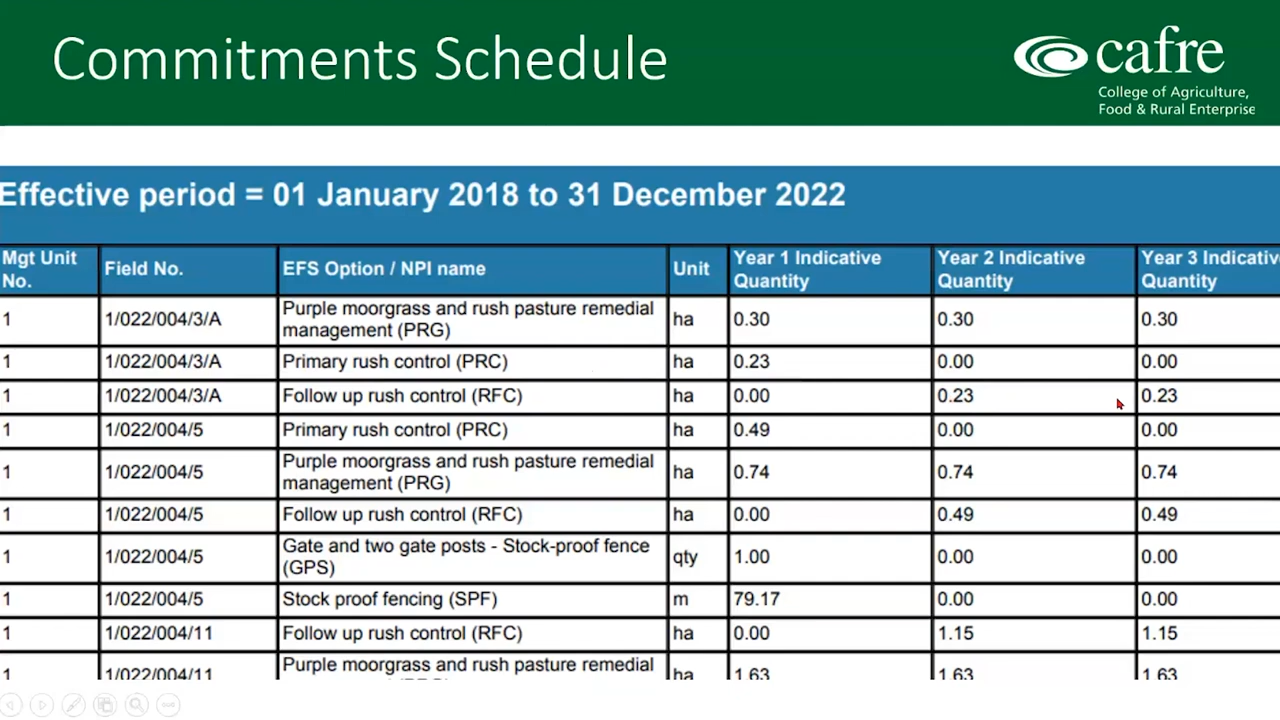 Commitments Schedule
cafre
College of Agriculture,
Food & Rural Enterprise
Effective period = 01 January 2018 to 31 December 2022
Mgt Unit No. Field No. EFS Option / NPI name Unit Year 1 Indicative Quantity Year 2 Indicative Quantity Year 3 Indicative Quantity
1 1/022/004/3/A Purple moorgrass and rush pasture remedial management (PRG) ha 0.30 0.30 0.30
1 1/022/004/3/A Primary rush control (PRC) ha 0.23 0.00 0.00
1 1/022/004/3/A Follow up rush control (RFC) ha 0.00 0.23 0.23
1 1/022/004/5 Primary rush control (PRC) ha 0.49 0.00 0.00
1 1/022/004/5 Purple moorgrass and rush pasture remedial management (PRG) ha 0.74 0.74 0.74
1 1/022/004/5 Follow up rush control (RFC) ha 0.00 0.49 0.49
1 1/022/004/5 Gate and two gate posts - Stock-proof fence (GPS) qty 1.00 0.00 0.00
1 1/022/004/5 Stock proof fencing (SPF) m 79.17 0.00 0.00
1 1/022/004/11 Follow up rush control (RFC) ha 0.00 1.15 1.15
1 1/022/004/11 Purple moorgrass and rush pasture remedial ha 1.63 1.63 1.63